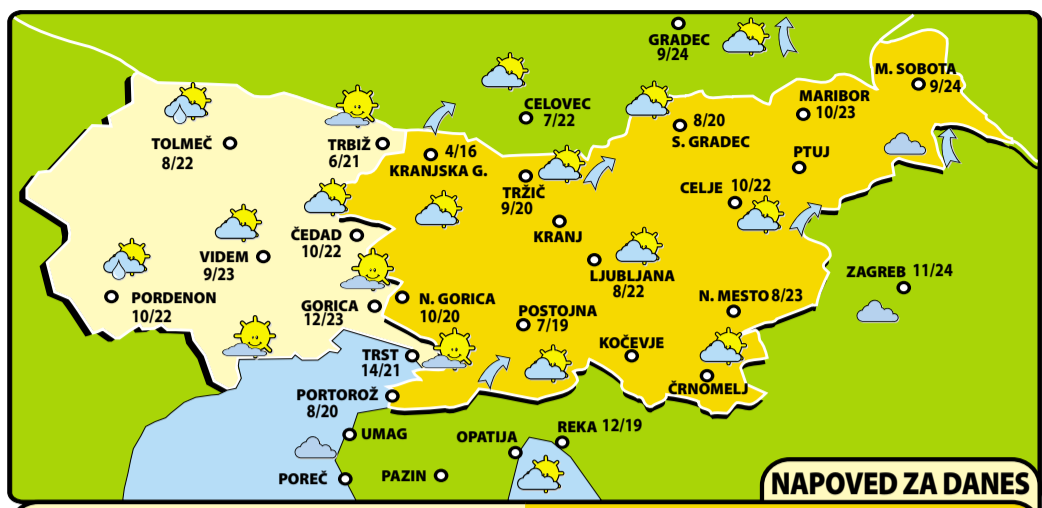 GRADEC
9/24
M. SOBOTA
9/24
MARIBOR
10/23
CELOVEC
7/22
8/20
S. GRADEC
TOLMEČ
8/22
TRBIŽ
6/21
4/16
KRANJSKA G.
PTUJ
TRŽIČ
9/20
CELJE 10/22
KRANJ
ČEDAD
10/22
VIDEM
9/23
LJUBLJANA
8/22
ZAGREB 11/24
PORDENON
10/22
GORICA
12/23
N. GORICA
10/20
N. MESTO 8/23
POSTOJNA
7/19
KOČEVJE
TRST
14/21
ČRNOMELJ
PORTOROŽ
8/20
UMAG
OPATIJA
REKA 12/19
POREČ
PAZIN
NAPOVED ZA DANES